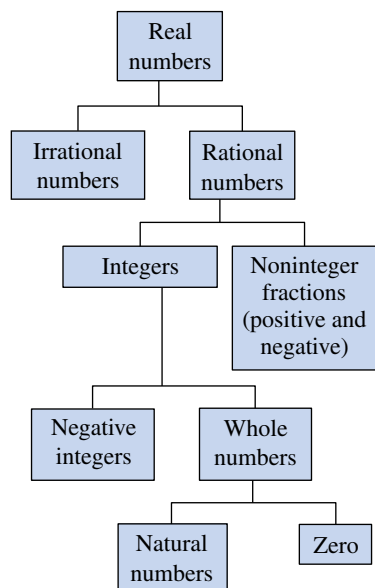 Real
numbers
Irrational
numbers
Rational
numbers
Integers
Noninteger
fractions
(positive and
negative)
Negative
integers
Whole
numbers
Natural
numbers
Zero